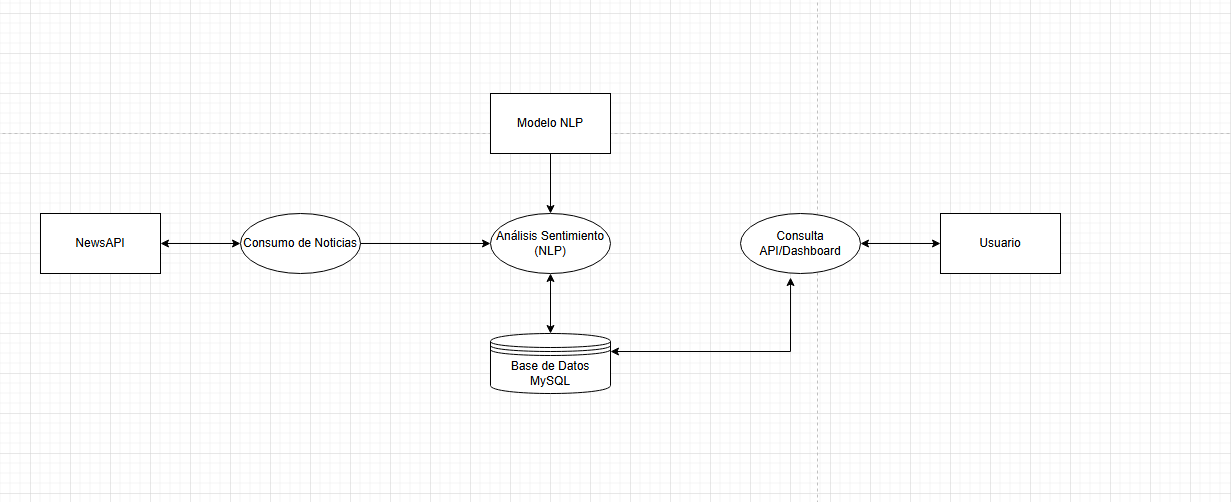 Modelo NLP
NewsAPI
Consumo de Noticias
Análisis Sentimiento
(NLP)
Consulta
API/Dashboard
Usuario
Base de Datos
MySQL